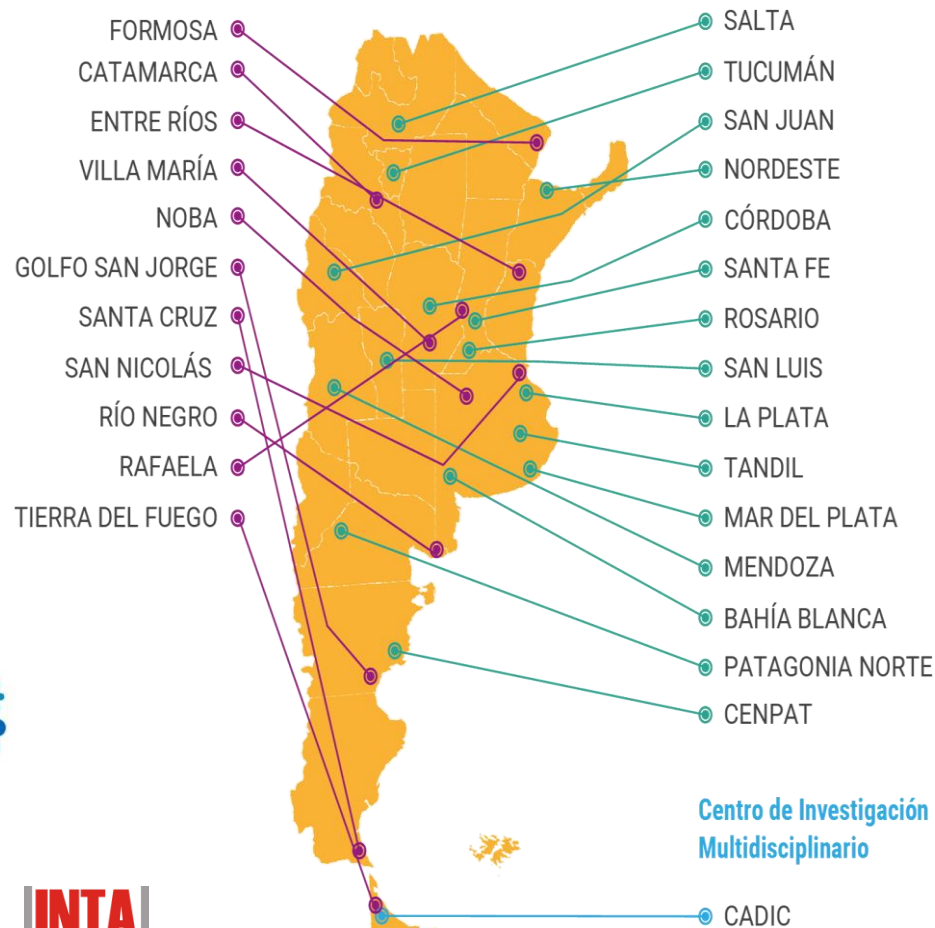 FORMOSA
CATAMARCA
ENTRE RÍOS
VILLA MARÍA
NOBA
GOLFO SAN JORGE
SANTA CRUZ
SAN NICOLÁS
RÍO NEGRO
RAFAELA
TIERRA DEL FUEGO
SALTA
TUCUMÁN
SAN JUAN
NORDESTE
CÓRDOBA
SANTA FE
ROSARIO
SAN LUIS
LA PLATA
TANDIL
MAR DEL PLATA
MENDOZA
BAHÍA BLANCA
PATAGONIA NORTE
CENPAT
Centro de Investigación
Multidisciplinario
CADIC
INTA